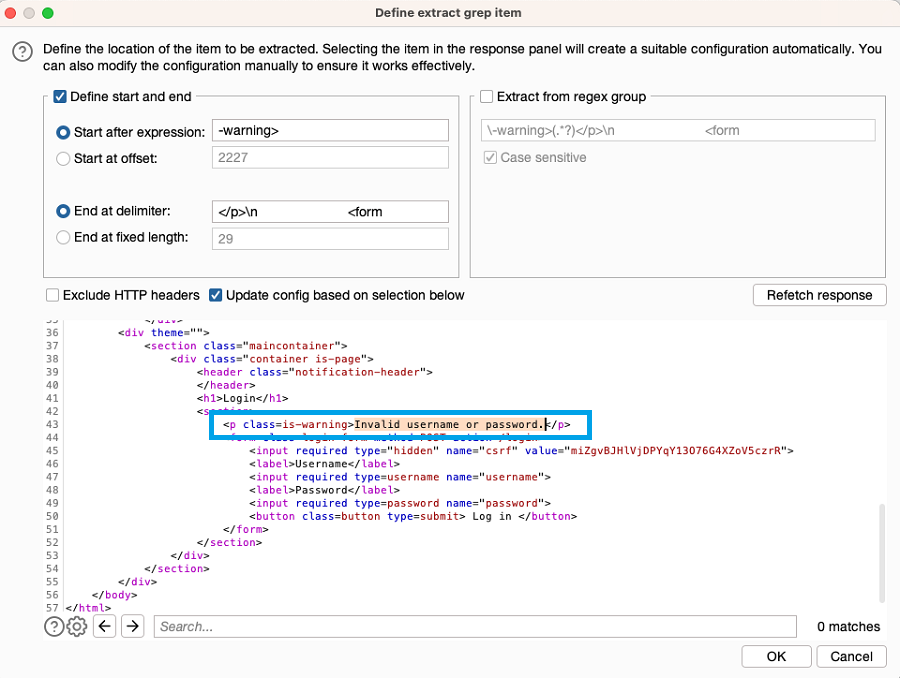 Define extract grep item
Define the location of the item to be extracted. Selecting the item in the response panel will create a suitable configuration automatically. You
can also modify the configuration manually to ensure it works effectively.
Define start and end
Start after expression: -warning>
Start at offset: 2227
End at delimiter: </p>\n <form
End at fixed length: 29
Extract from regex group
\-warning>(.*?)</p>\n <form
Case sensitive
Exclude HTTP headers Update config based on selection below Refetch response
35 </div>
36 <div theme="">
37 <section class="maincontainer">
38 <div class="container is-page">
39 <header class="notification-header">
40 </header>
41 <h1>Login</h1>
42 <section>
43 <p class=is-warning>Invalid username or password.</p>
44 <form class=login-form method=POST action=/login>
45 <input required type="hidden" name="csrf" value="miZgvBJHlVjDPYqY13O76G4XZoV5czrR">
46 <label>Username</label>
47 <input required type=username name="username">
48 <label>Password</label>
49 <input required type=password name="password">
50 <button class=button type=submit> Log in </button>
51 </form>
52 </section>
53 </div>
54 </section>
55 </div>
56 </body>
57 </html>
Search... 0 matches
OK Cancel